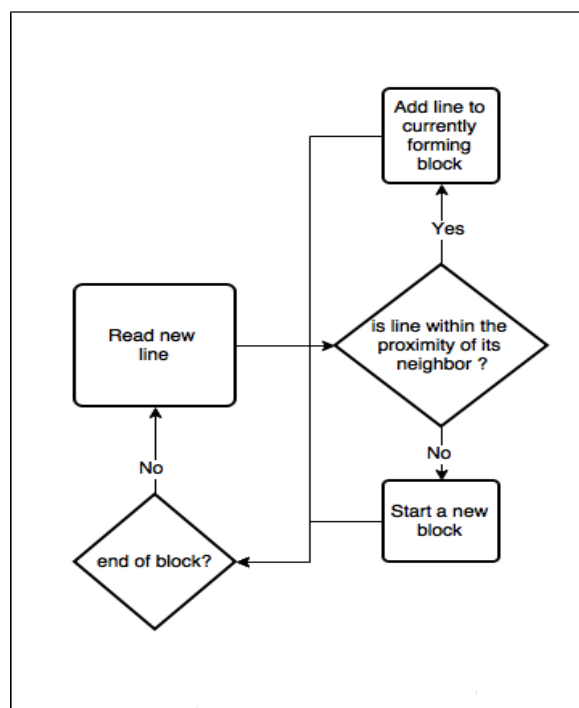 Add line to
currently
forming
block
Yes
is line within the
proximity of its
neighbor ?
Read new
line
No
Start a new
block
No
end of block?